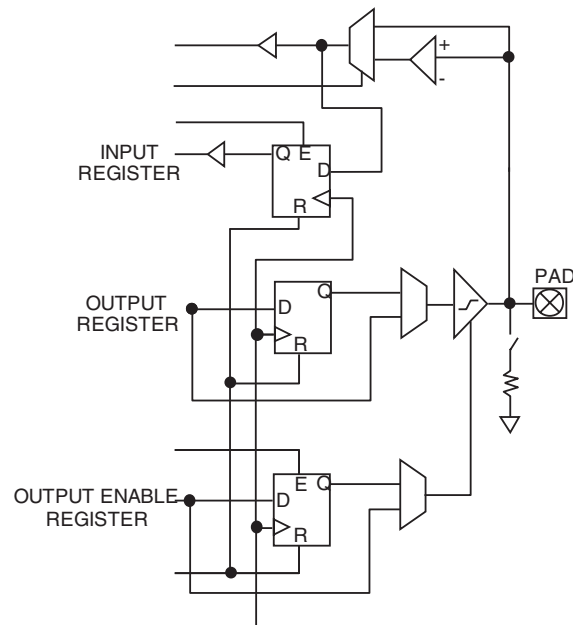 +
-
INPUT
REGISTER
Q E
D
R
PAD
OUTPUT
REGISTER
Q
D
R
E
Q
OUTPUT ENABLE
REGISTER
D
R